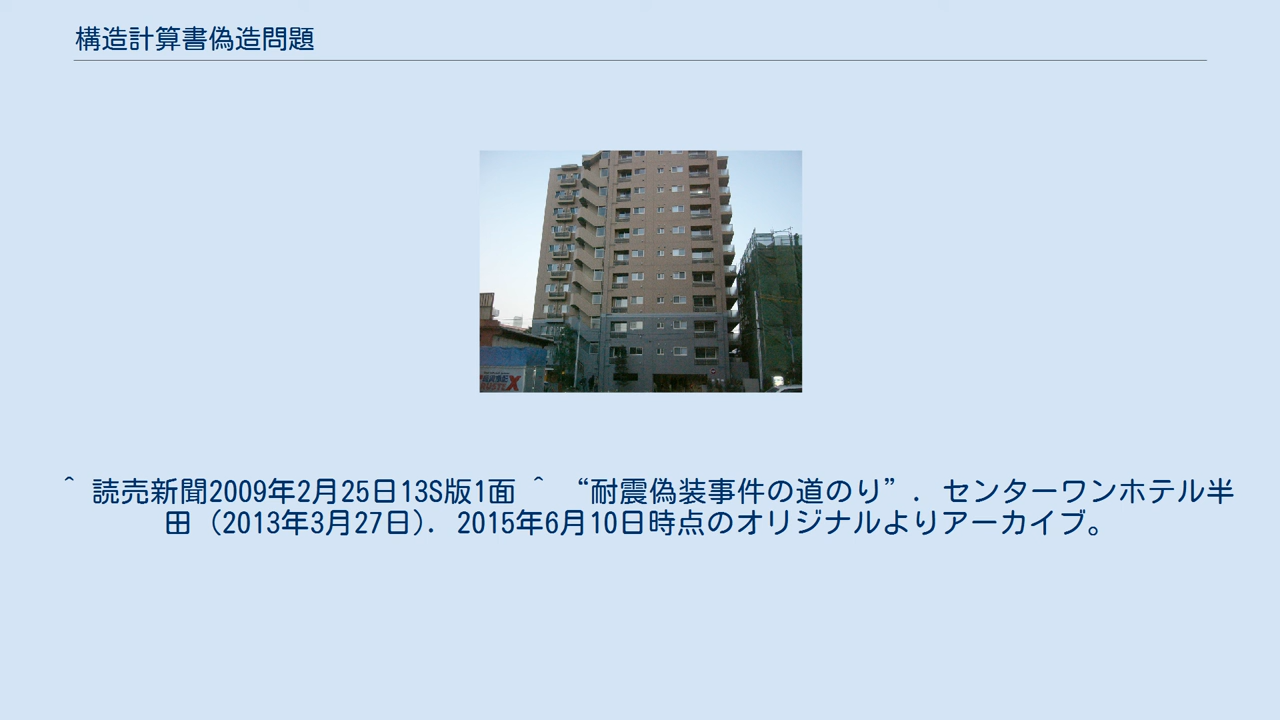 構造計算書偽造問題
^ 読売新聞2009年2月25日13S版1面 ^ “耐震偽装事件の道のり”. センターワンホテル半
田 (2013年3月27日). 2015年6月10日時点のオリジナルよりアーカイブ。